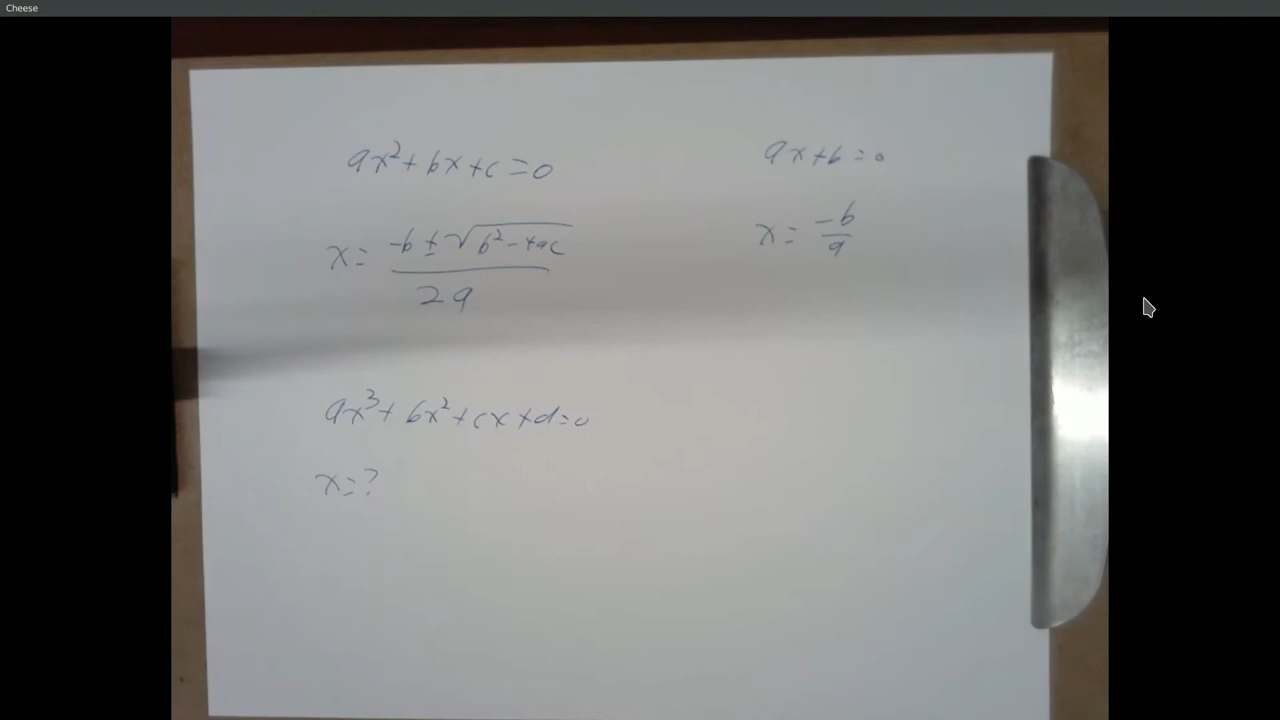 Cheese
ax²+bx+c=0
x= -b±√b²-4ac / 2a
ax+b=0
x= -b/a
ax³+bx²+cx+d=0
x=?